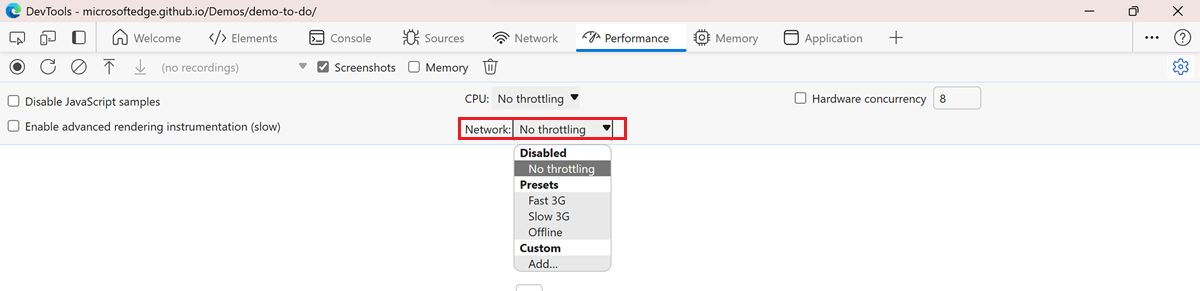 DevTools - microsoftedge.github.io/Demos/demo-to-do/
Welcome Elements Console Sources Network Performance Memory Application
(no recordings) Screenshots Memory
Disable JavaScript samples CPU: No throttling Hardware concurrency 8
Enable advanced rendering instrumentation (slow) Network: No throttling
Disabled
No throttling
Presets
Fast 3G
Slow 3G
Offline
Custom
Add...